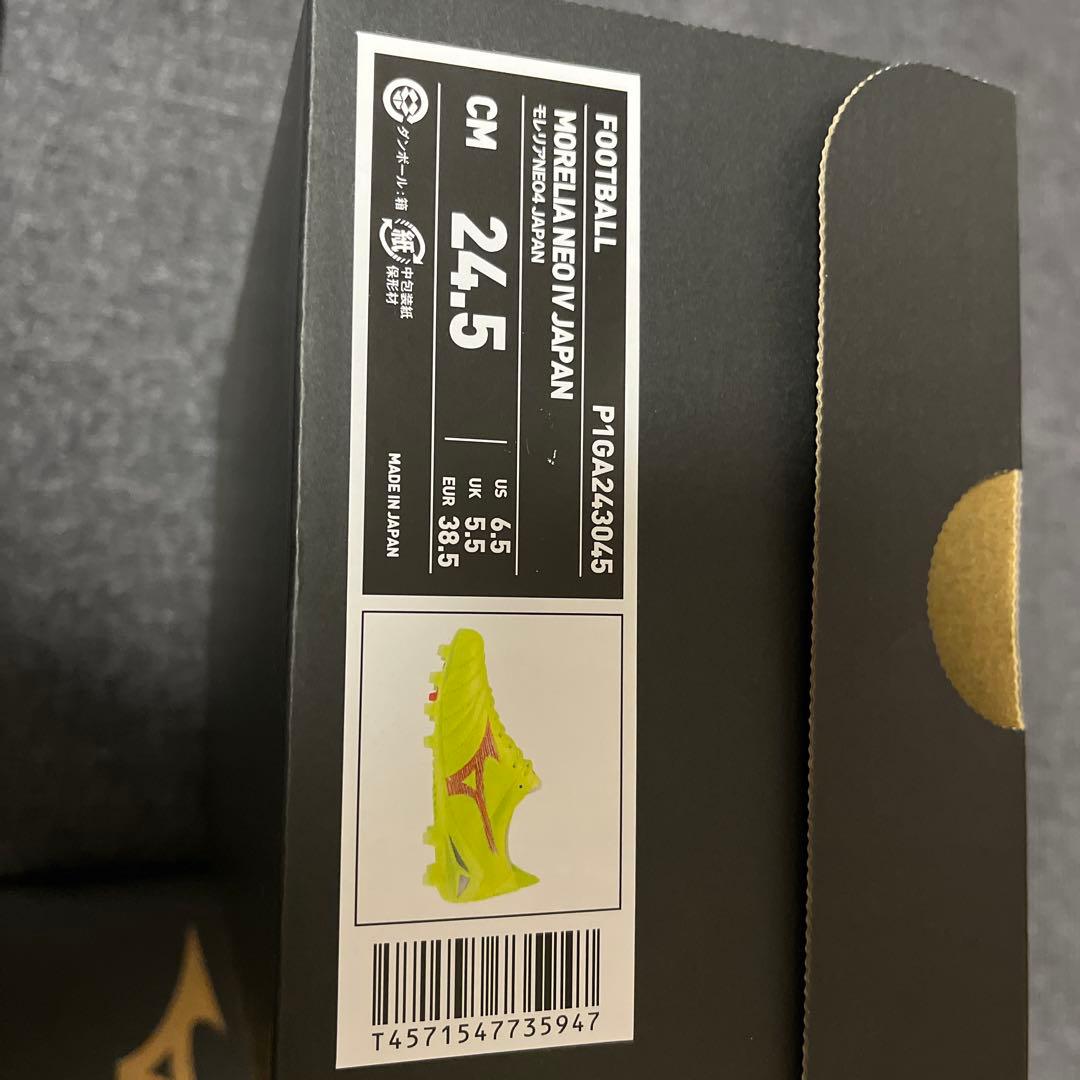 FOOTBALL P1GA243045
MORELIA NEO IV JAPAN
モレリアNEO4 JAPAN
CM 24.5
US 6.5
UK 5.5
EUR 38.5
ダンボール:箱 紙 中包装紙
保形材
MADE IN JAPAN
T4571547735947